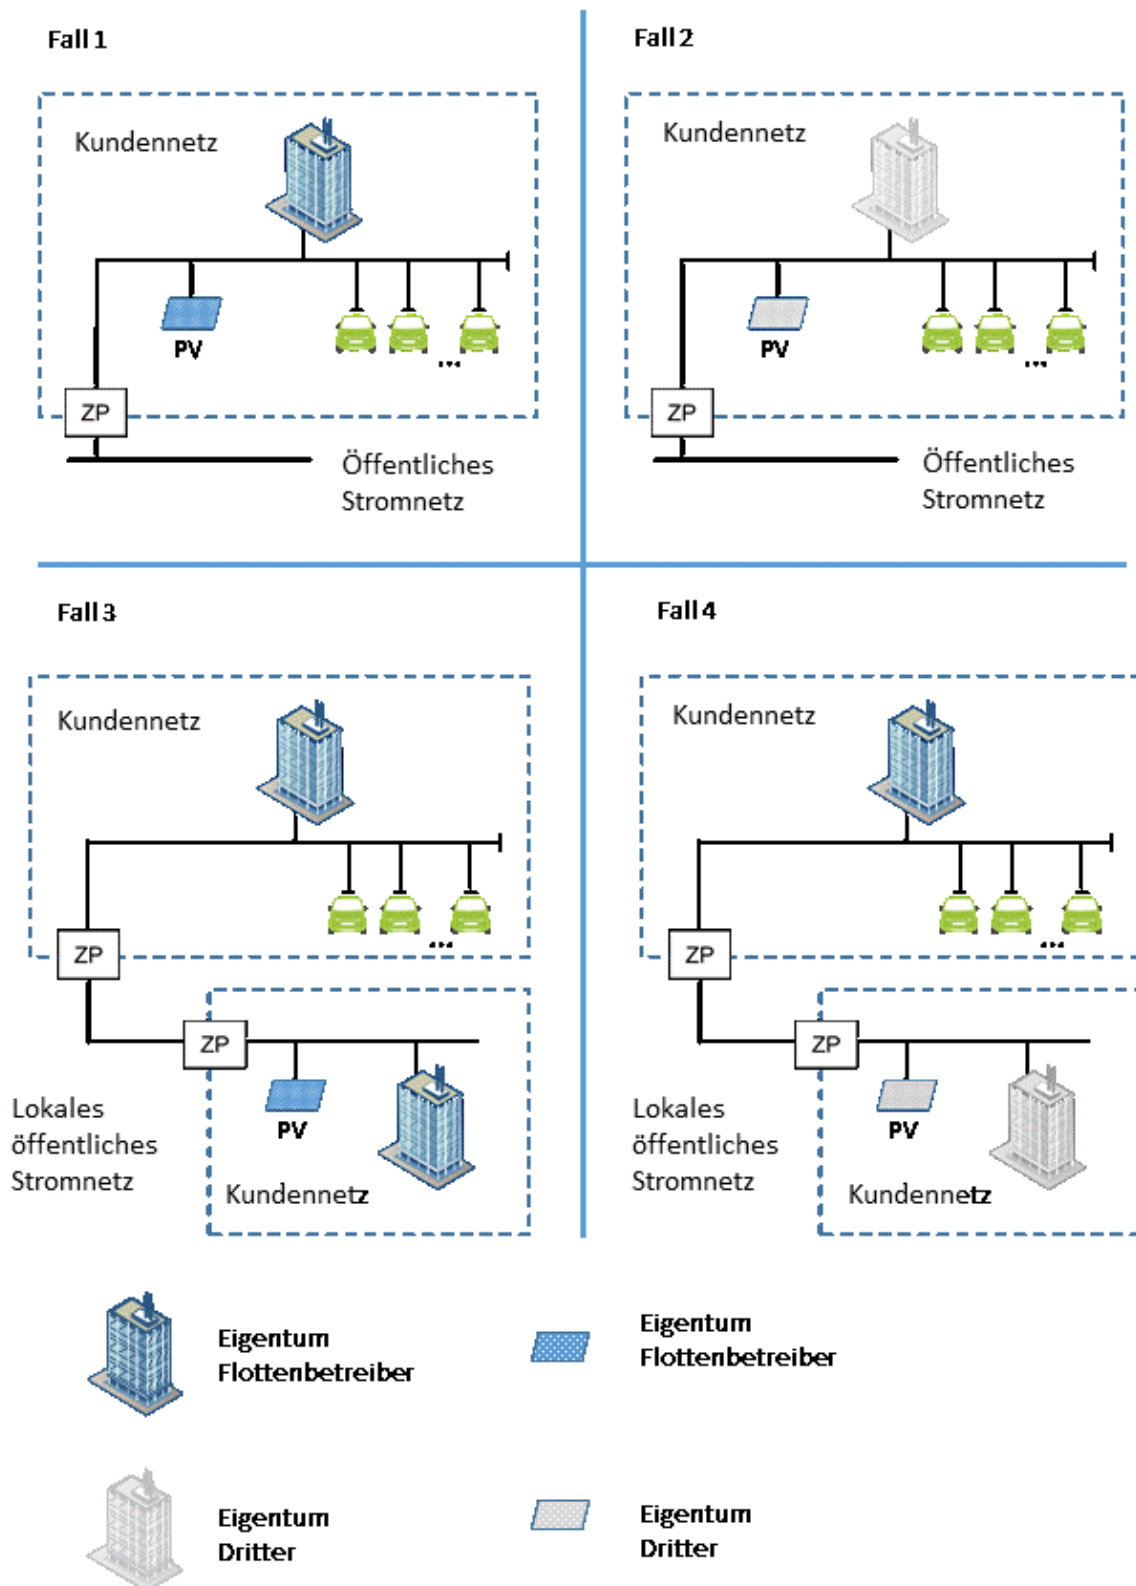 Fall 1
Kundennetz
PV
...
ZP
Öffentliches
Stromnetz
Fall 2
Kundennetz
PV
...
ZP
Öffentliches
Stromnetz
Fall 3
Kundennetz
...
ZP
ZP
PV
Lokales
öffentliches
Stromnetz
Kundennetz
Fall 4
Kundennetz
...
ZP
ZP
PV
Lokales
öffentliches
Stromnetz
Kundennetz
Eigentum
Flottenbetreiber
Eigentum
Flottenbetreiber
Eigentum
Dritter
Eigentum
Dritter